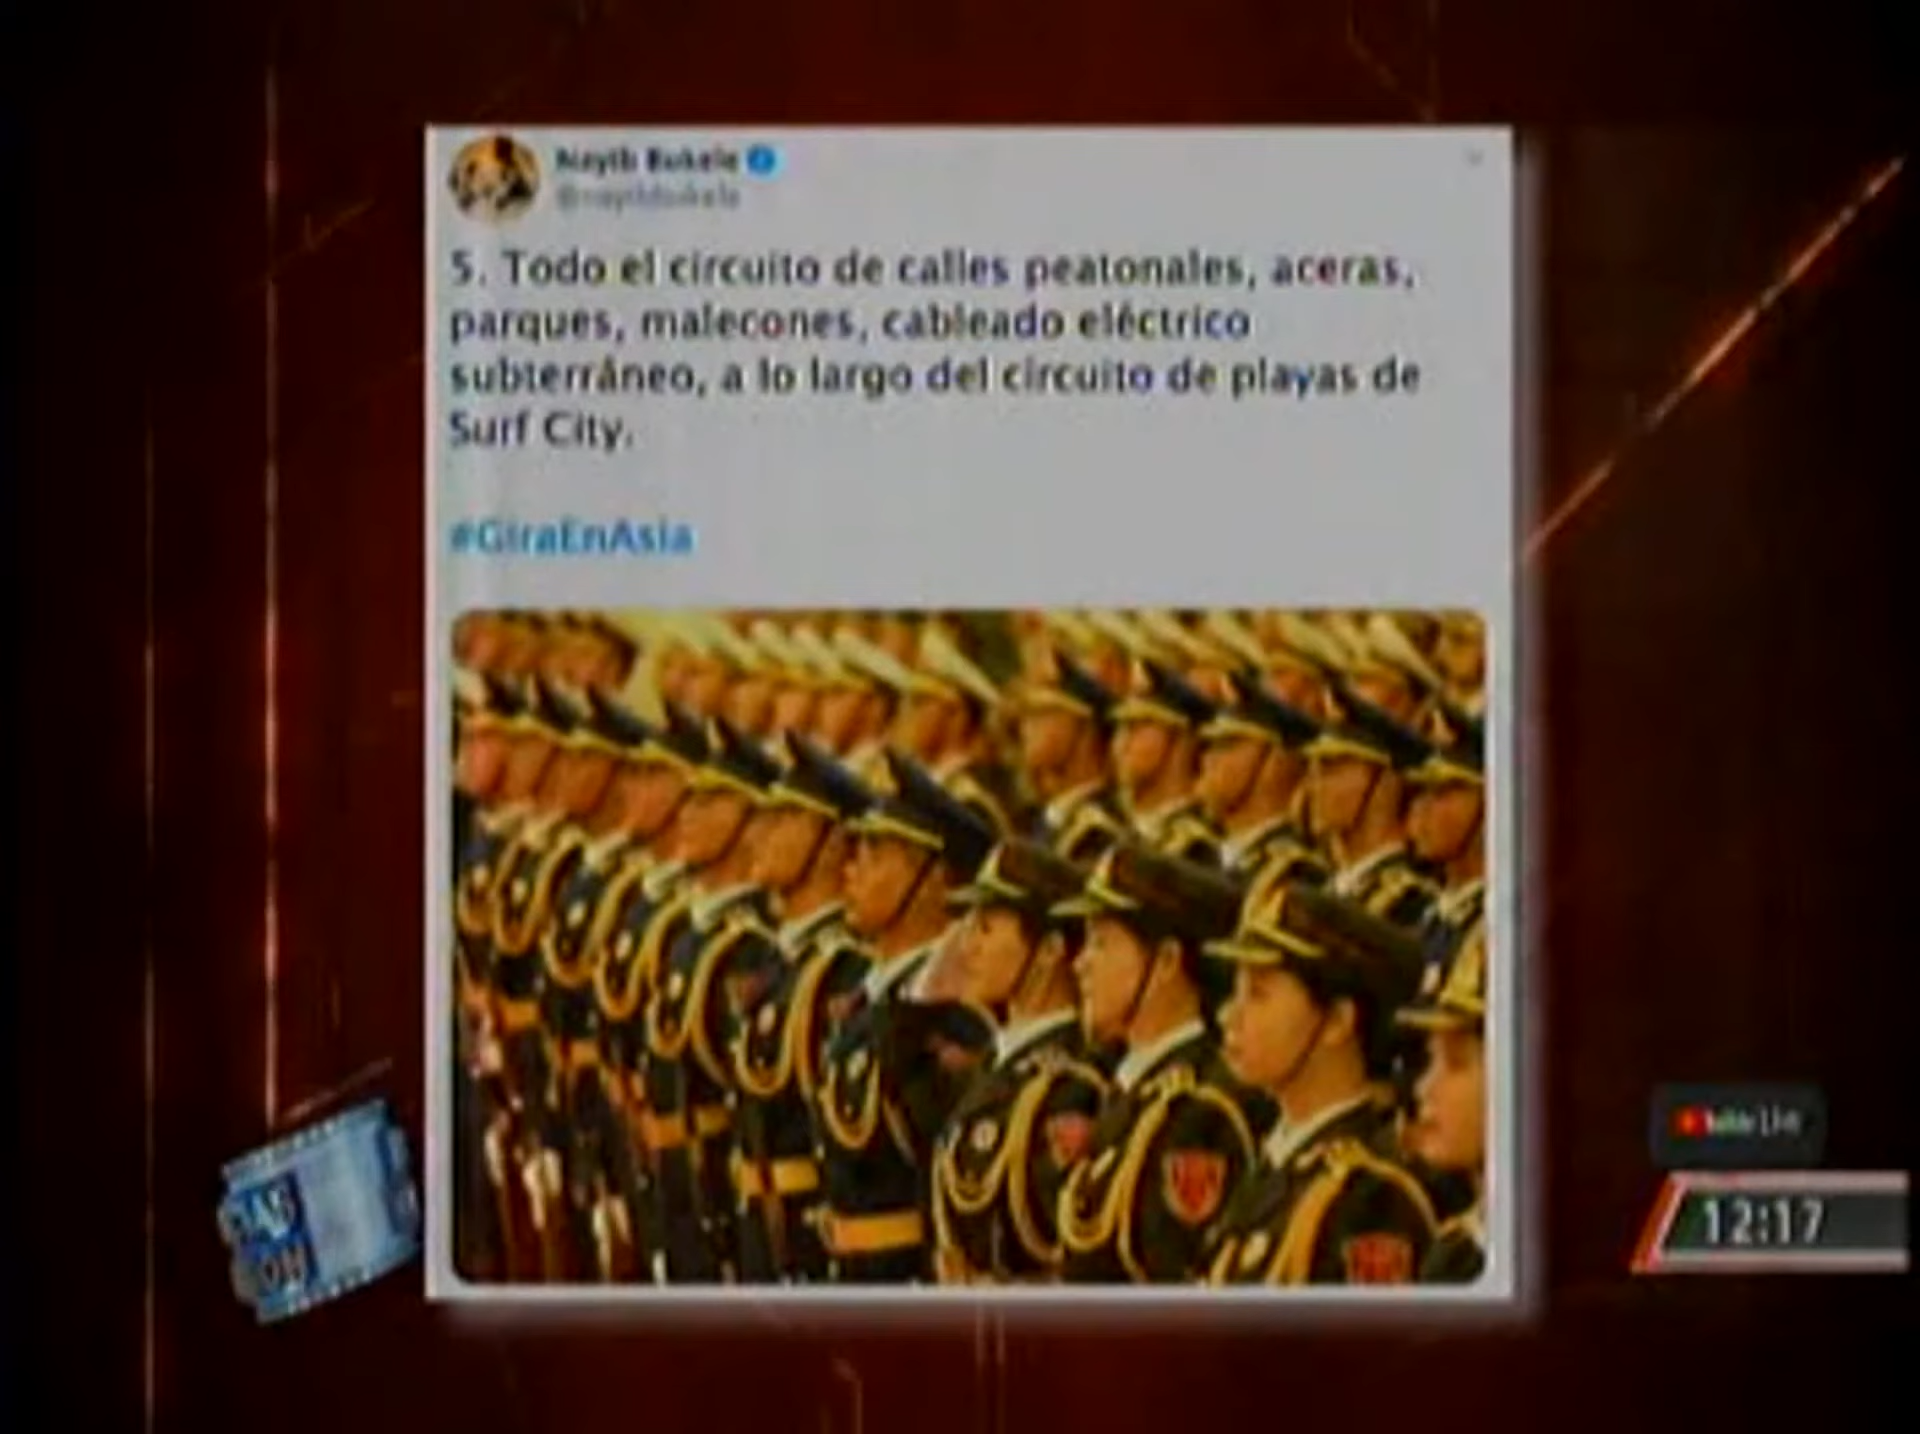 Nayib Bukele
@nayibbukele
5. Todo el circuito de calles peatonales, aceras,
parques, malecones, cableado eléctrico
subterráneo, a lo largo del circuito de playas de
Surf City.
#GiraEnAsia
12:17